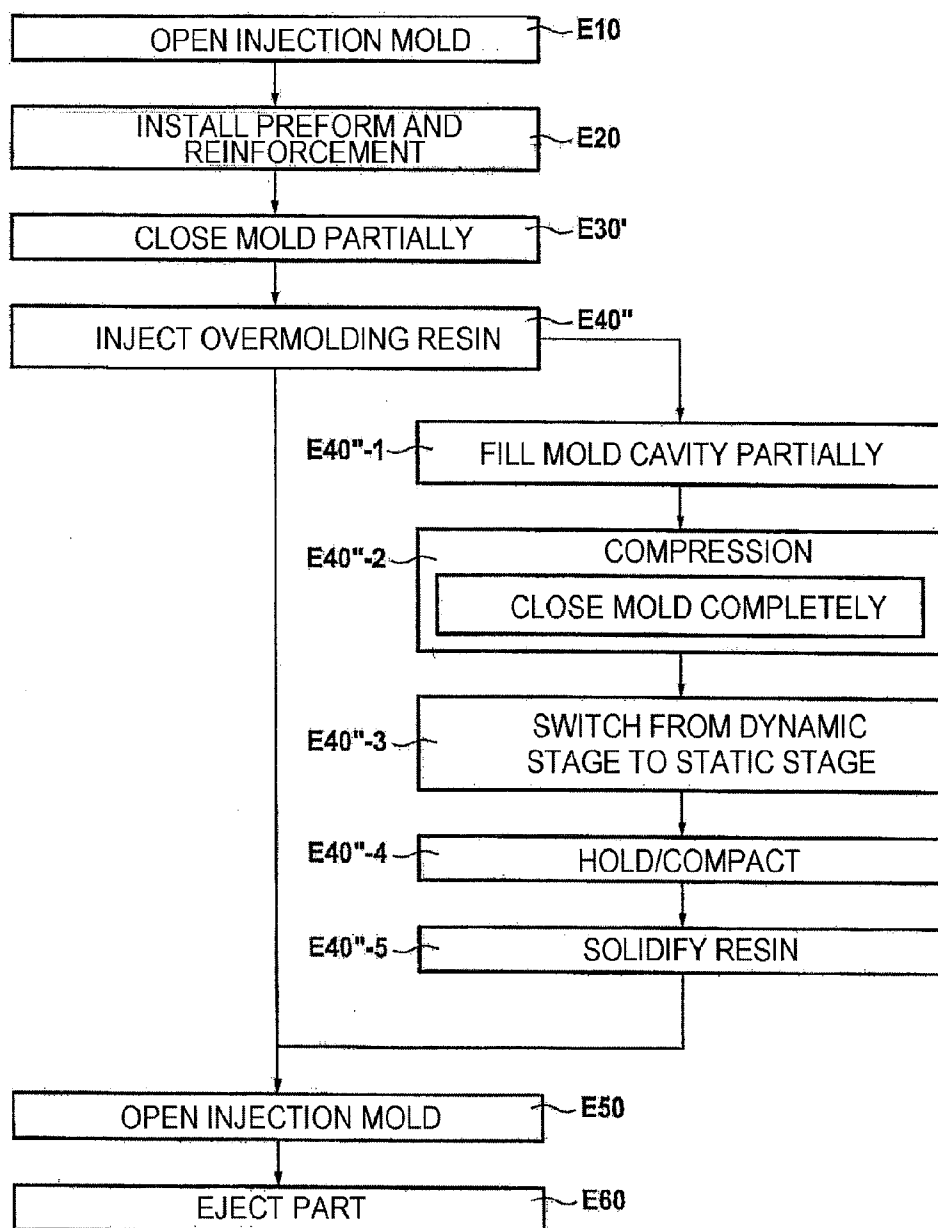 OPEN INJECTION MOLD
E10
INSTALL PREFORM AND
REINFORCEMENT
E20
CLOSE MOLD PARTIALLY
E30'
INJECT OVERMOLDING RESIN
E40"
E40"-1
FILL MOLD CAVITY PARTIALLY
E40"-2
COMPRESSION
CLOSE MOLD COMPLETELY
E40"-3
SWITCH FROM DYNAMIC
STAGE TO STATIC STAGE
E40"-4
HOLD/COMPACT
E40"-5
SOLIDIFY RESIN
OPEN INJECTION MOLD
E50
EJECT PART
E60